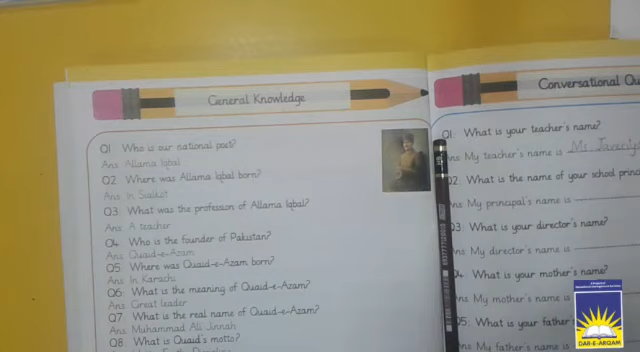 General Knowledge
Q1: Who is our national poet?
Ans: Allama Iqbal
Q2: Where was Allama Iqbal born?
Ans: In Sialkot
Q3: What was the profession of Allama Iqbal?
Ans: A teacher
Q4: Who is the founder of Pakistan?
Ans: Quaid-e-Azam
Q5: Where was Quaid-e-Azam born?
Ans: In Karachi
Q6: What is the meaning of Quaid-e-Azam?
Ans: Great leader
Q7: What is the real name of Quaid-e-Azam?
Ans: Muhammad Ali Jinnah
Q8: What is Quaid's motto?
Conversational Qu
Q1: What is your teacher's name?
Ans: My teacher's name is
Q2: What is the name of your school princ
Ans: My principal's name is
Q3: What is your director's name?
Ans: My director's name is
Q4: What is your mother's name?
Ans: My mother's name is
Q5: What is your father
Ans: My father's name is
DAR-E-ARQAM